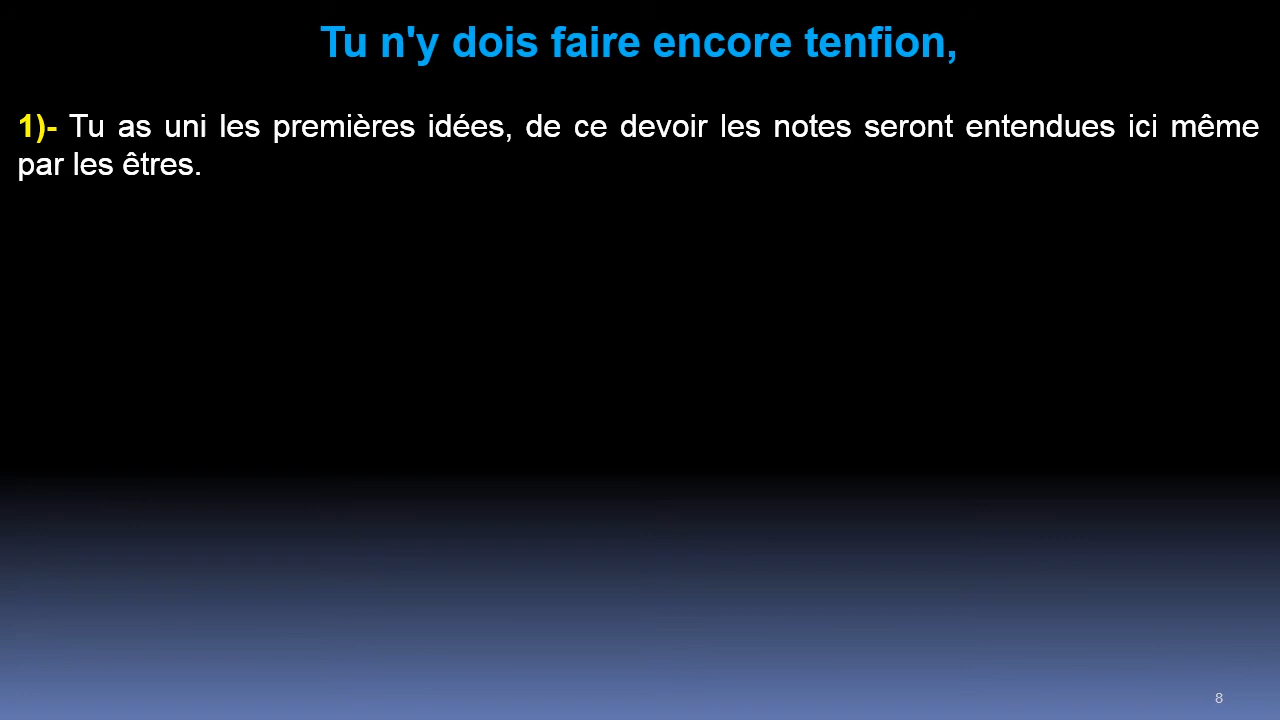 Tu n'y dois faire encore tenfion,
1)- Tu as uni les premières idées, de ce devoir les notes seront entendues ici même
par les êtres.
8